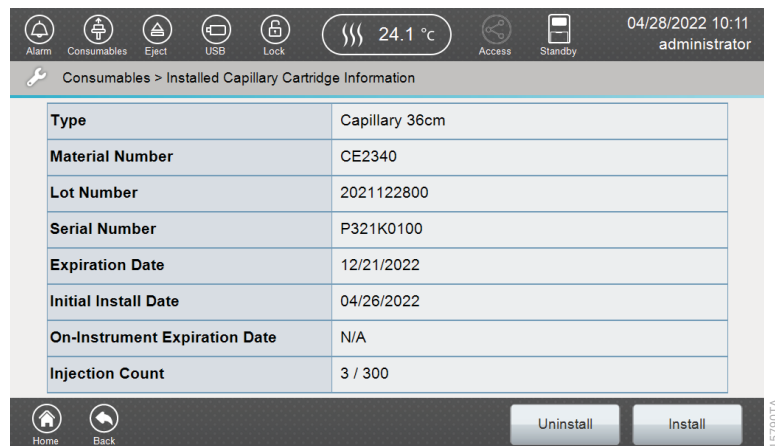 04/28/2022 10:11
administrator
24.1 °c
Alarm Consumables Eject USB Lock Access Standby
Consumables > Installed Capillary Cartridge Information
Type Capillary 36cm
Material Number CE2340
Lot Number 2021122800
Serial Number P321K0100
Expiration Date 12/21/2022
Initial Install Date 04/26/2022
On-Instrument Expiration Date N/A
Injection Count 3 / 300
Uninstall Install
Home Back